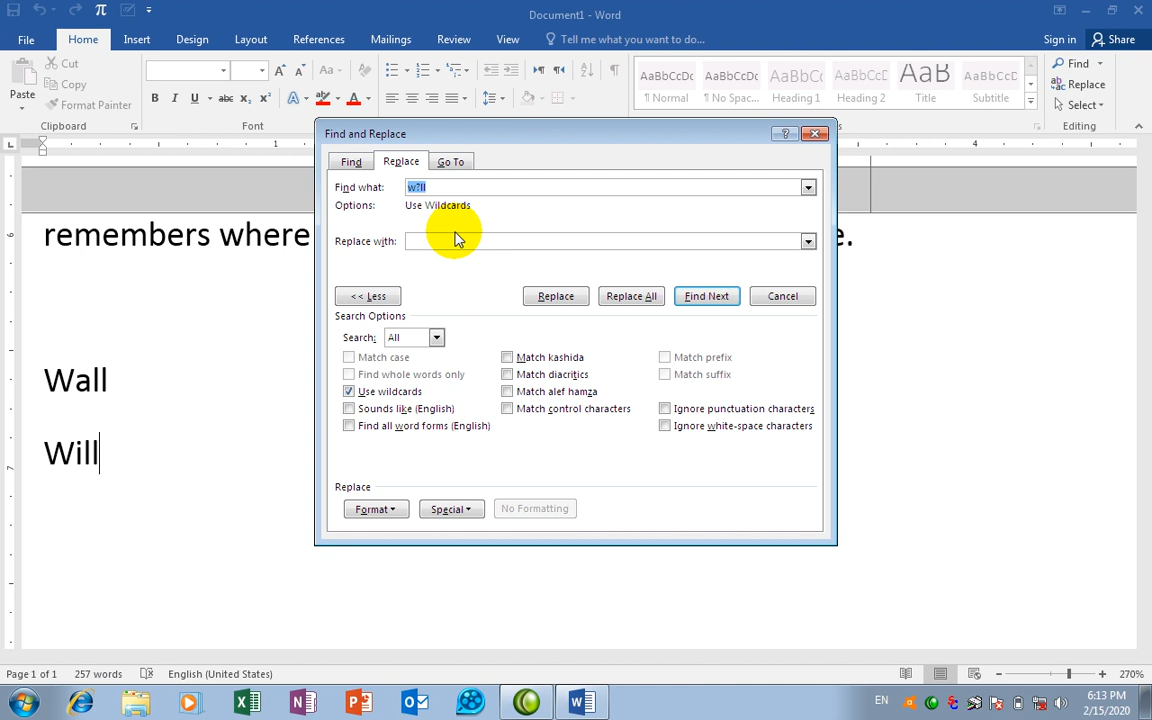 Document1 - Word
File Home Insert Design Layout References Mailings Review View Tell me what you want to do... Sign in Share
Paste Cut Copy Format Painter
Clipboard
B I U abc x₂ x² A A Aa
Font
AaBbCcDc AaBbCcDc AaBbC AaBbCcD AaB AaBbCcD
¶ Normal ¶ No Spac... Heading 1 Heading 2 Title Subtitle
Find Replace Select
Editing
Find and Replace
Find Replace Go To
Find what: w?ll
Options: Use Wildcards
Replace with:
<< Less Replace Replace All Find Next Cancel
Search Options
Search: All
Match case Match kashida Match prefix
Find whole words only Match diacritics Match suffix
Use wildcards Match alef hamza
Sounds like (English) Match control characters Ignore punctuation characters
Find all word forms (English) Ignore white-space characters
Replace
Format Special No Formatting
remembers where
Wall
Will
Page 1 of 1 257 words English (United States) 270%
EN 6:13 PM
2/15/2020